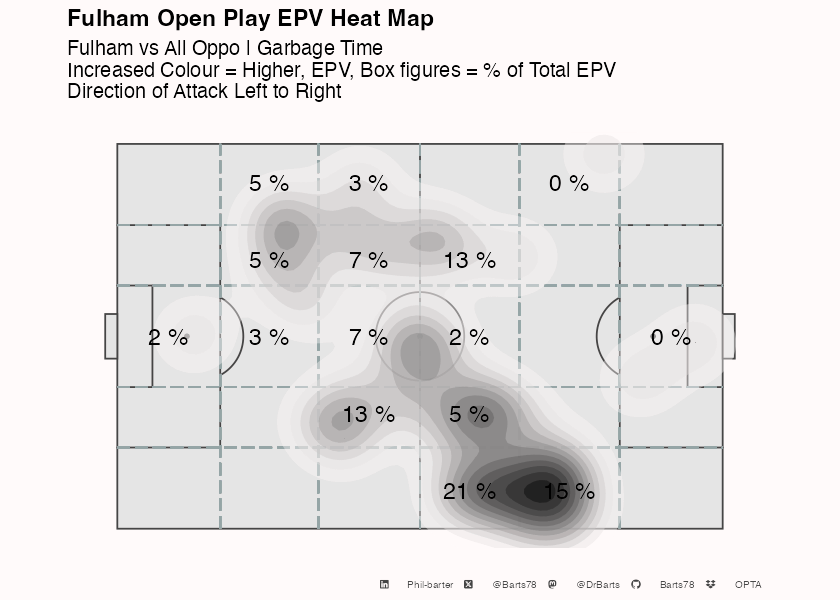 Fulham Open Play EPV Heat Map
Fulham vs All Oppo | Garbage Time
Increased Colour = Higher, EPV, Box figures = % of Total EPV
Direction of Attack Left to Right
5 % 3 % 0 %
5 % 7 % 13 %
2 % 3 % 7 % 2 % 0 %
13 % 5 %
21 % 15 %
Phil-barter @Barts78 @DrBarts Barts78 OPTA